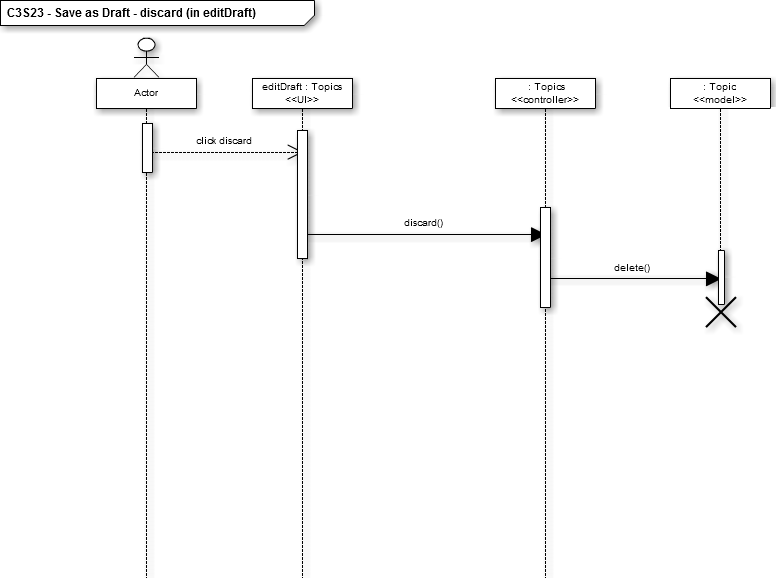 C3S23 - Save as Draft - discard (in editDraft)
Actor
editDraft : Topics
<<UI>>
: Topics
<<controller>>
: Topic
<<model>>
click discard
discard()
delete()